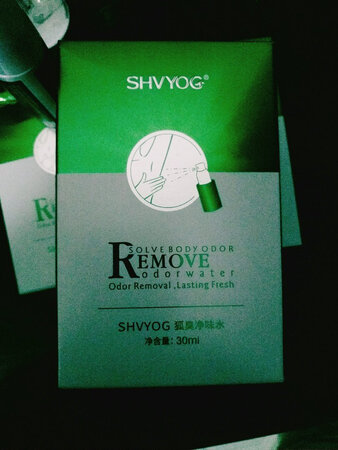 SHVYOG®
SOLVE BODY ODOR
REMOVE
odorwater
Odor Removal ,Lasting Fresh
SHVYOG 狐臭净味水
净含量: 30ml